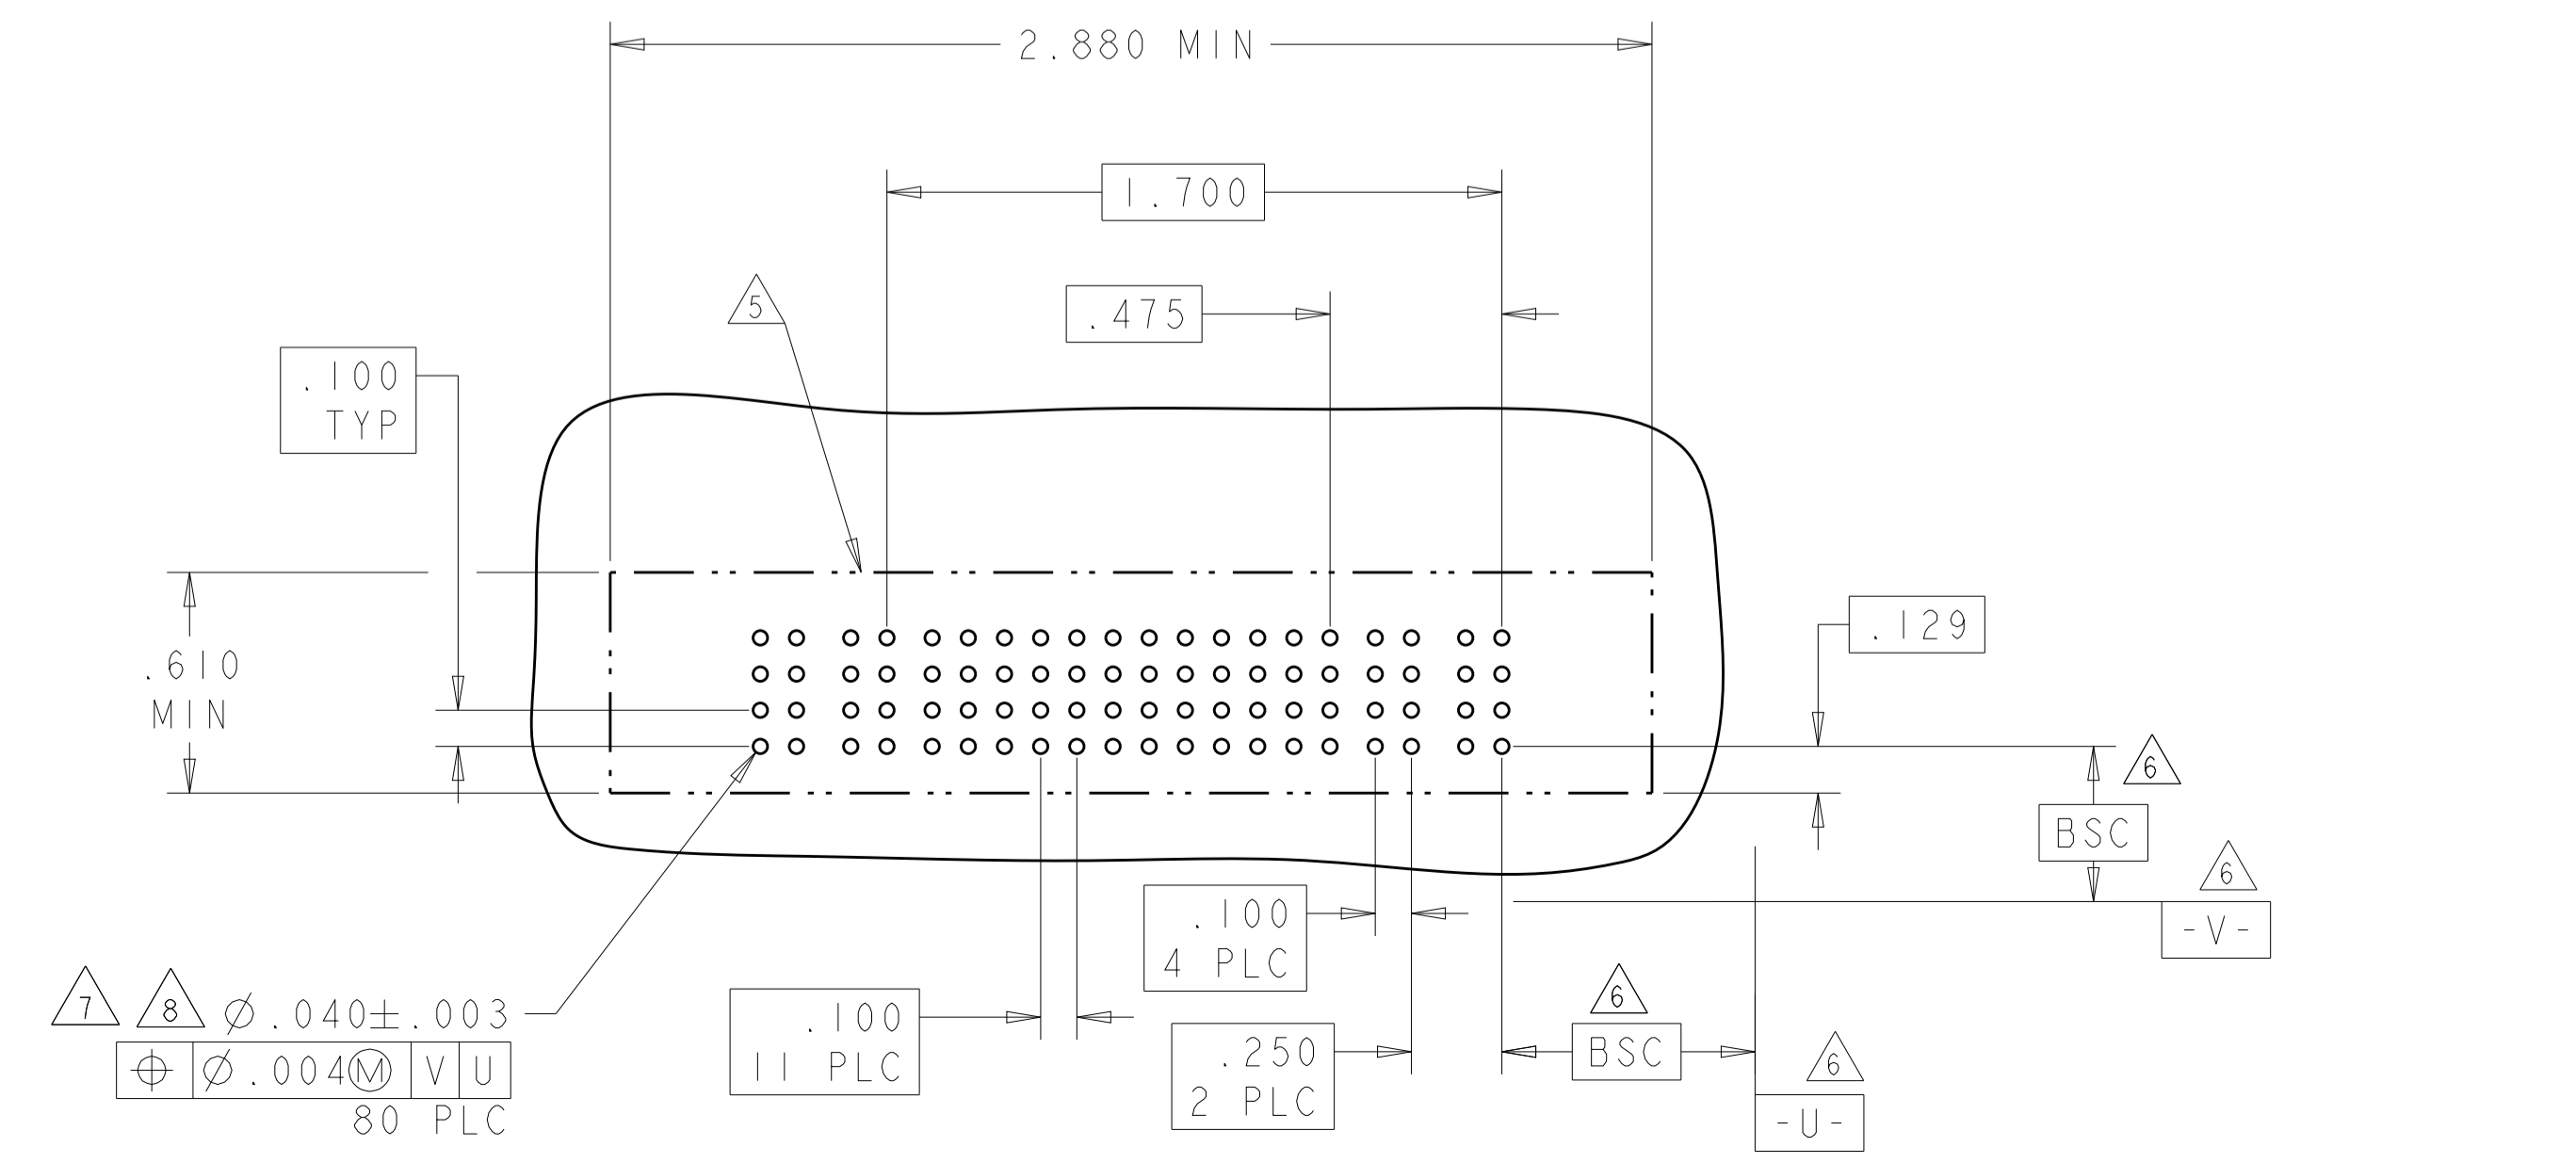 2.880 MIN
1.700
5
.475
.100
TYP
.129
.610
MIN
6
BSC
6
-V-
.100
4 PLC
7 8 Ø.040±.003
⌖ Ø.004Ⓜ V U
80 PLC
.100
11 PLC
.250
2 PLC
6
BSC
6
-U-